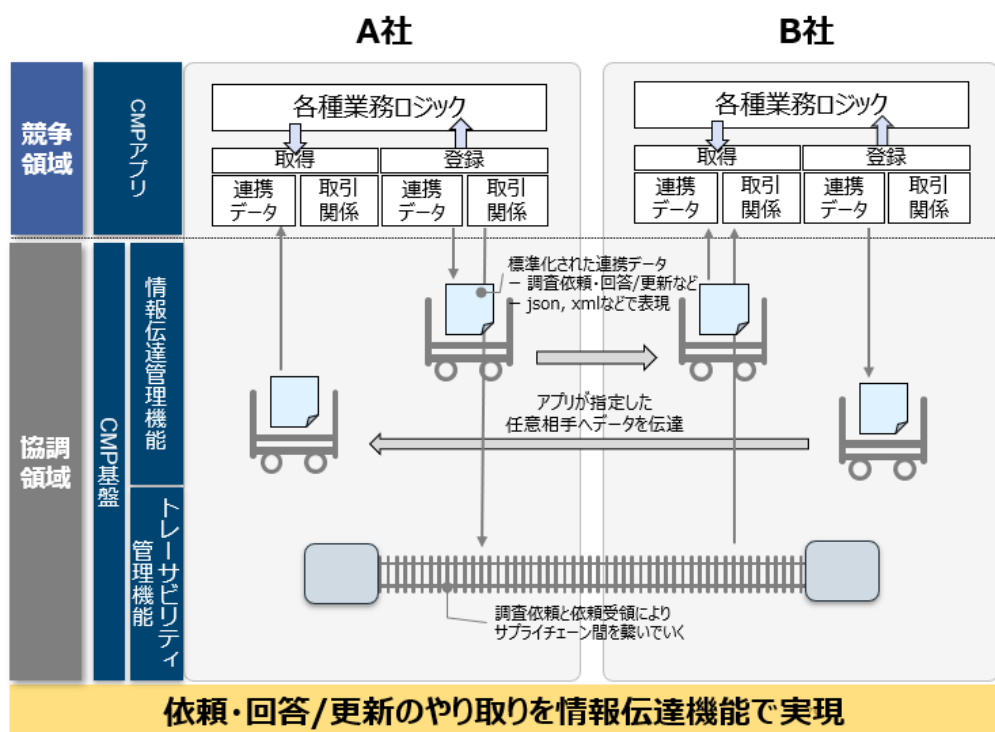 A社
B社
競争
領域
CMPアプリ
各種業務ロジック
取得
登録
連携
データ
取引
関係
連携
データ
取引
関係
各種業務ロジック
取得
登録
連携
データ
取引
関係
連携
データ
取引
関係
協調
領域
CMP基盤
情報伝達管理機能
標準化された連携データ
－ 調査依頼・回答/更新など
－ json, xmlなどで表現
アプリが指定した
任意相手へデータを伝達
トレーサビリティ
管理機能
調査依頼と依頼受領により
サプライチェーン間を繋いでいく
依頼・回答/更新のやり取りを情報伝達機能で実現